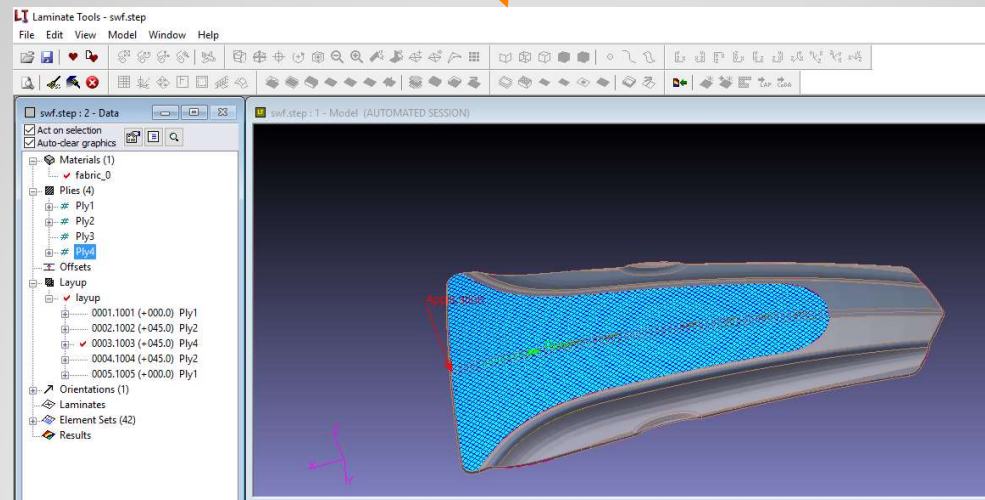 Laminate Tools - swf.step
File Edit View Model Window Help
swf.step : 2 - Data
swf.step : 1 - Model (AUTOMATED SESSION)
Act on selection
Auto-clear graphics
Materials (1)
fabric_0
Plies (4)
Ply1
Ply2
Ply3
Ply4
Offsets
Layup
layup
0001.1001 (+000.0) Ply1
0002.1002 (+045.0) Ply2
0003.1003 (+045.0) Ply4
0004.1004 (+045.0) Ply2
0005.1005 (+000.0) Ply1
Orientations (1)
Laminates
Element Sets (42)
Results